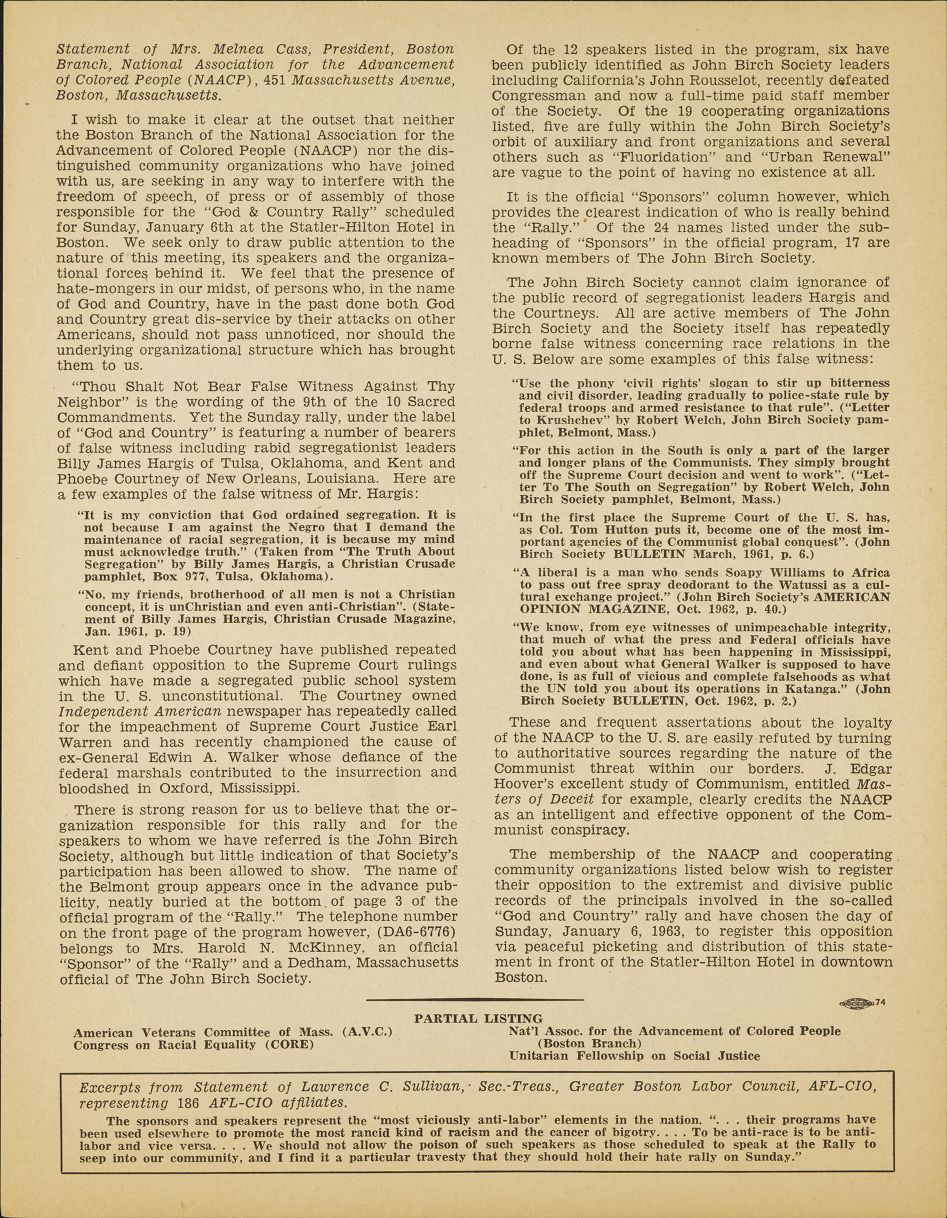 Statement of Mrs. Melnea Cass, President, Boston
Branch, National Association for the Advancement
of Colored People (NAACP), 451 Massachusetts Avenue,
Boston, Massachusetts.
I wish to make it clear at the outset that neither
the Boston Branch of the National Association for the
Advancement of Colored People (NAACP) nor the dis-
tinguished community organizations who have joined
with us, are seeking in any way to interfere with the
freedom of speech, of press or of assembly of those
responsible for the “God & Country Rally” scheduled
for Sunday, January 6th at the Statler-Hilton Hotel in
Boston. We seek only to draw public attention to the
nature of this meeting, its speakers and the organiza-
tional forces behind it. We feel that the presence of
hate-mongers in our midst, of persons who, in the name
of God and Country, have in the past done both God
and Country great dis-service by their attacks on other
Americans, should not pass unnoticed, nor should the
underlying organizational structure which has brought
them to us.
“Thou Shalt Not Bear False Witness Against Thy
Neighbor” is the wording of the 9th of the 10 Sacred
Commandments. Yet the Sunday rally, under the label
of “God and Country” is featuring a number of bearers
of false witness including rabid segregationist leaders
Billy James Hargis of Tulsa, Oklahoma, and Kent and
Phoebe Courtney of New Orleans, Louisiana. Here are
a few examples of the false witness of Mr. Hargis:
“It is my conviction that God ordained segregation. It is
not because I am against the Negro that I demand the
maintenance of racial segregation, it is because my mind
must acknowledge truth.” (Taken from “The Truth About
Segregation” by Billy James Hargis, a Christian Crusade
pamphlet, Box 977, Tulsa, Oklahoma).
“No, my friends, brotherhood of all men is not a Christian
concept, it is unChristian and even anti-Christian”. (State-
ment of Billy James Hargis, Christian Crusade Magazine,
Jan. 1961, p. 19)
Kent and Phoebe Courtney have published repeated
and defiant opposition to the Supreme Court rulings
which have made a segregated public school system
in the U. S. unconstitutional. The Courtney owned
Independent American newspaper has repeatedly called
for the impeachment of Supreme Court Justice Earl
Warren and has recently championed the cause of
ex-General Edwin A. Walker whose defiance of the
federal marshals contributed to the insurrection and
bloodshed in Oxford, Mississippi.
There is strong reason for us to believe that the or-
ganization responsible for this rally and for the
speakers to whom we have referred is the John Birch
Society, although but little indication of that Society’s
participation has been allowed to show. The name of
the Belmont group appears once in the advance pub-
licity, neatly buried at the bottom of page 3 of the
official program of the “Rally.” The telephone number
on the front page of the program however, (DA6-6776)
belongs to Mrs. Harold N. McKinney, an official
“Sponsor” of the “Rally” and a Dedham, Massachusetts
official of The John Birch Society.
Of the 12 speakers listed in the program, six have
been publicly identified as John Birch Society leaders
including California’s John Rousselot, recently defeated
Congressman and now a full-time paid staff member
of the Society. Of the 19 cooperating organizations
listed, five are fully within the John Birch Society’s
orbit of auxiliary and front organizations and several
others such as “Fluoridation” and “Urban Renewal”
are vague to the point of having no existence at all.
It is the official “Sponsors” column however, which
provides the clearest indication of who is really behind
the “Rally.” Of the 24 names listed under the sub-
heading of “Sponsors” in the official program, 17 are
known members of The John Birch Society.
The John Birch Society cannot claim ignorance of
the public record of segregationist leaders Hargis and
the Courtneys. All are active members of The John
Birch Society and the Society itself has repeatedly
borne false witness concerning race relations in the
U. S. Below are some examples of this false witness:
“Use the phony ‘civil rights’ slogan to stir up bitterness
and civil disorder, leading gradually to police-state rule by
federal troops and armed resistance to that rule”. (“Letter
to Krushchev” by Robert Welch, John Birch Society pam-
phlet, Belmont, Mass.)
“For this action in the South is only a part of the larger
and longer plans of the Communists. They simply brought
off the Supreme Court decision and went to work”. (“Let-
ter To The South on Segregation” by Robert Welch, John
Birch Society pamphlet, Belmont, Mass.)
“In the first place the Supreme Court of the U. S. has,
as Col. Tom Hutton puts it, become one of the most im-
portant agencies of the Communist global conquest”. (John
Birch Society BULLETIN March, 1961, p. 6.)
“A liberal is a man who sends Soapy Williams to Africa
to pass out free spray deodorant to the Watussi as a cul-
tural exchange project.” (John Birch Society’s AMERICAN
OPINION MAGAZINE, Oct. 1962, p. 40.)
“We know, from eye witnesses of unimpeachable integrity,
that much of what the press and Federal officials have
told you about what has been happening in Mississippi,
and even about what General Walker is supposed to have
done, is as full of vicious and complete falsehoods as what
the UN told you about its operations in Katanga.” (John
Birch Society BULLETIN, Oct. 1962, p. 2.)
These and frequent assertations about the loyalty
of the NAACP to the U. S. are easily refuted by turning
to authoritative sources regarding the nature of the
Communist threat within our borders. J. Edgar
Hoover’s excellent study of Communism, entitled Mas-
ters of Deceit for example, clearly credits the NAACP
as an intelligent and effective opponent of the Com-
munist conspiracy.
The membership of the NAACP and cooperating
community organizations listed below wish to register
their opposition to the extremist and divisive public
records of the principals involved in the so-called
“God and Country” rally and have chosen the day of
Sunday, January 6, 1963, to register this opposition
via peaceful picketing and distribution of this state-
ment in front of the Statler-Hilton Hotel in downtown
Boston.
74
PARTIAL LISTING
American Veterans Committee of Mass. (A.V.C.)
Congress on Racial Equality (CORE)
Nat’l Assoc. for the Advancement of Colored People
(Boston Branch)
Unitarian Fellowship on Social Justice
Excerpts from Statement of Lawrence C. Sullivan, Sec.-Treas., Greater Boston Labor Council, AFL-CIO,
representing 186 AFL-CIO affiliates.
The sponsors and speakers represent the “most viciously anti-labor” elements in the nation. “. . . their programs have
been used elsewhere to promote the most rancid kind of racism and the cancer of bigotry. . . . To be anti-race is to be anti-
labor and vice versa. . . . We should not allow the poison of such speakers as those scheduled to speak at the Rally to
seep into our community, and I find it a particular travesty that they should hold their hate rally on Sunday.”